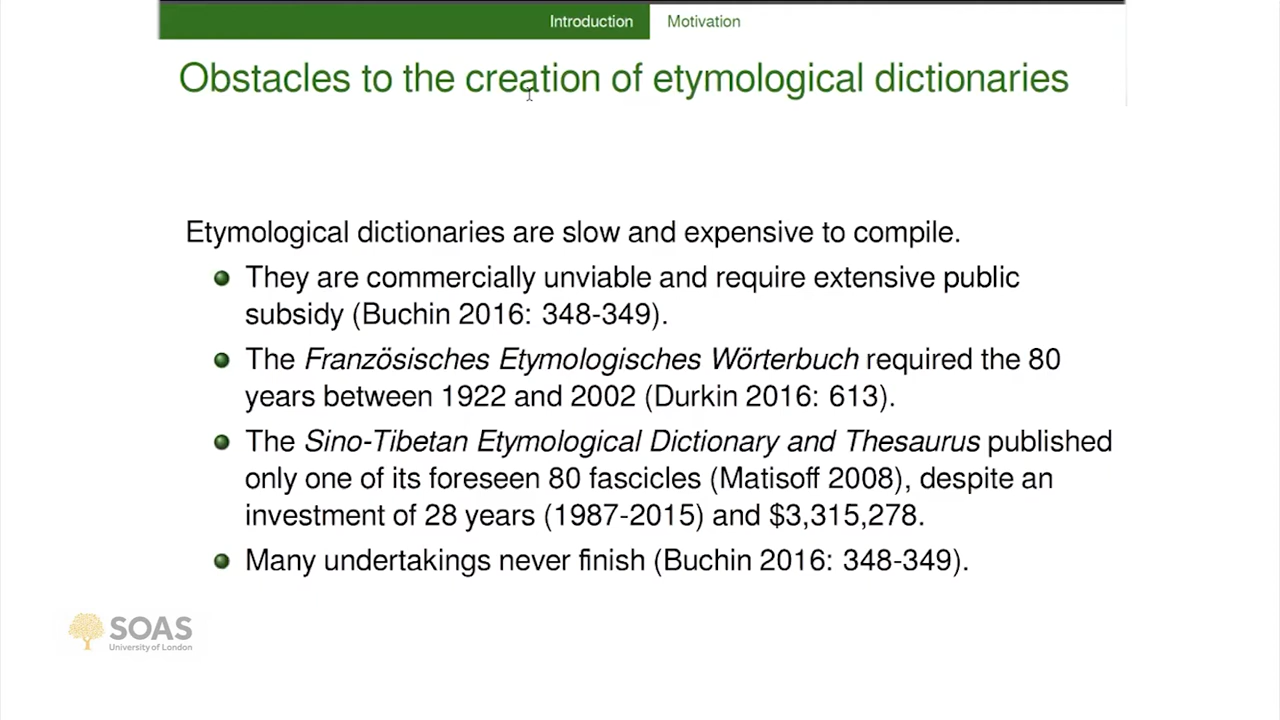 Introduction Motivation
Obstacles to the creation of etymological dictionaries
Etymological dictionaries are slow and expensive to compile.
They are commercially unviable and require extensive public
subsidy (Buchin 2016: 348-349).
The Französisches Etymologisches Wörterbuch required the 80
years between 1922 and 2002 (Durkin 2016: 613).
The Sino-Tibetan Etymological Dictionary and Thesaurus published
only one of its foreseen 80 fascicles (Matisoff 2008), despite an
investment of 28 years (1987-2015) and $3,315,278.
Many undertakings never finish (Buchin 2016: 348-349).
SOAS
University of London